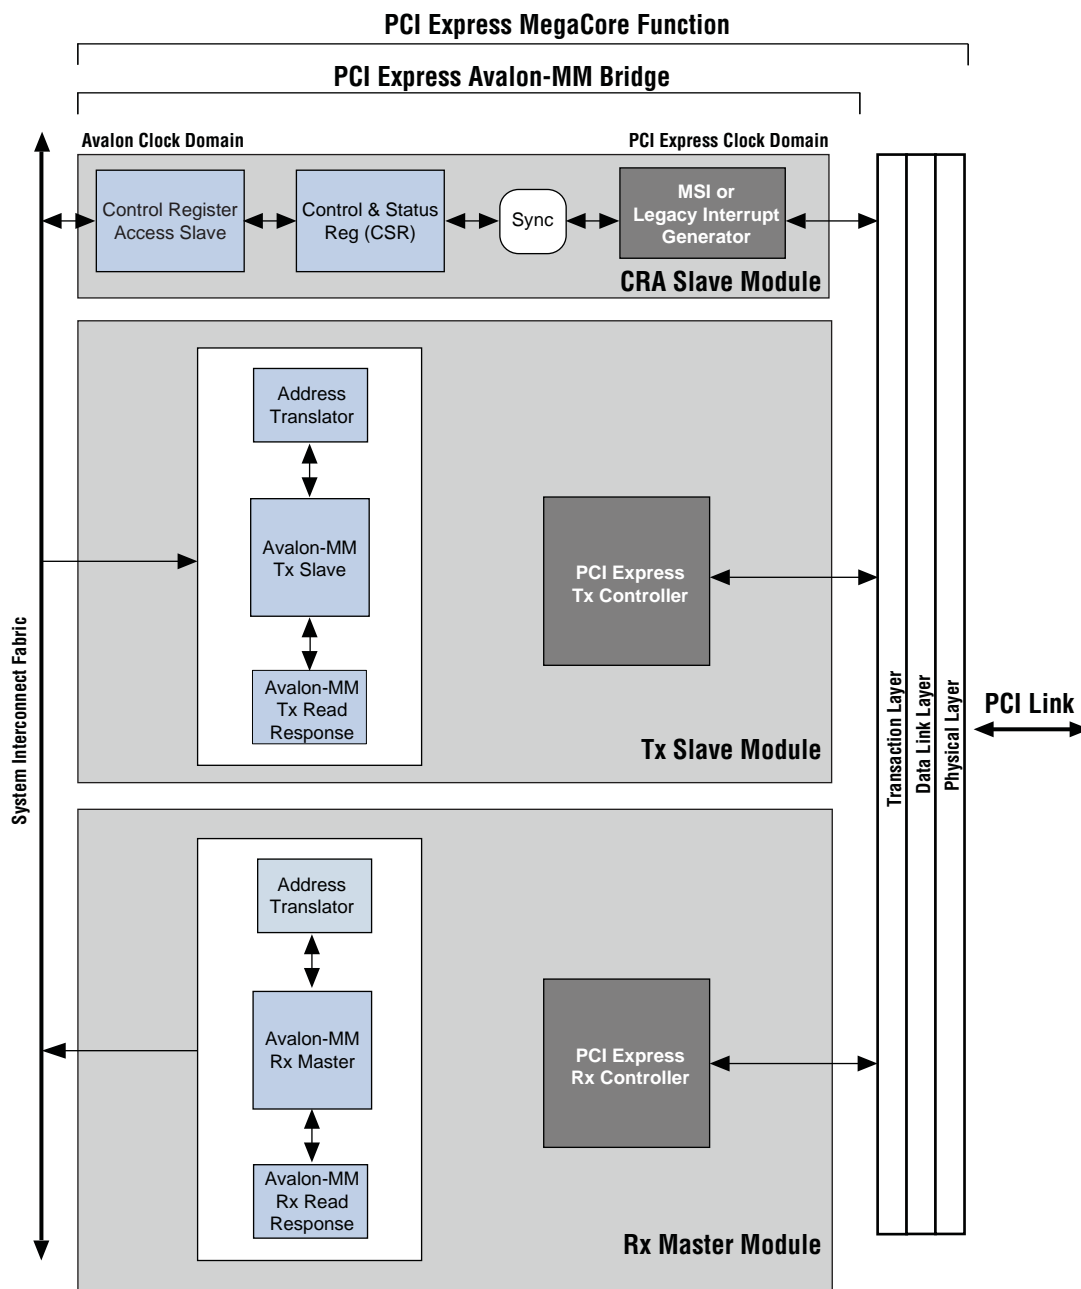 PCI Express MegaCore Function
PCI Express Avalon-MM Bridge
Avalon Clock Domain
PCI Express Clock Domain
Control Register
Access Slave
Control & Status
Reg (CSR)
Sync
MSI or
Legacy Interrupt
Generator
CRA Slave Module
Address
Translator
Avalon-MM
Tx Slave
Avalon-MM
Tx Read
Response
PCI Express
Tx Controller
Tx Slave Module
System Interconnect Fabric
Transaction Layer
Data Link Layer
Physical Layer
PCI Link
Address
Translator
Avalon-MM
Rx Master
Avalon-MM
Rx Read
Response
PCI Express
Rx Controller
Rx Master Module